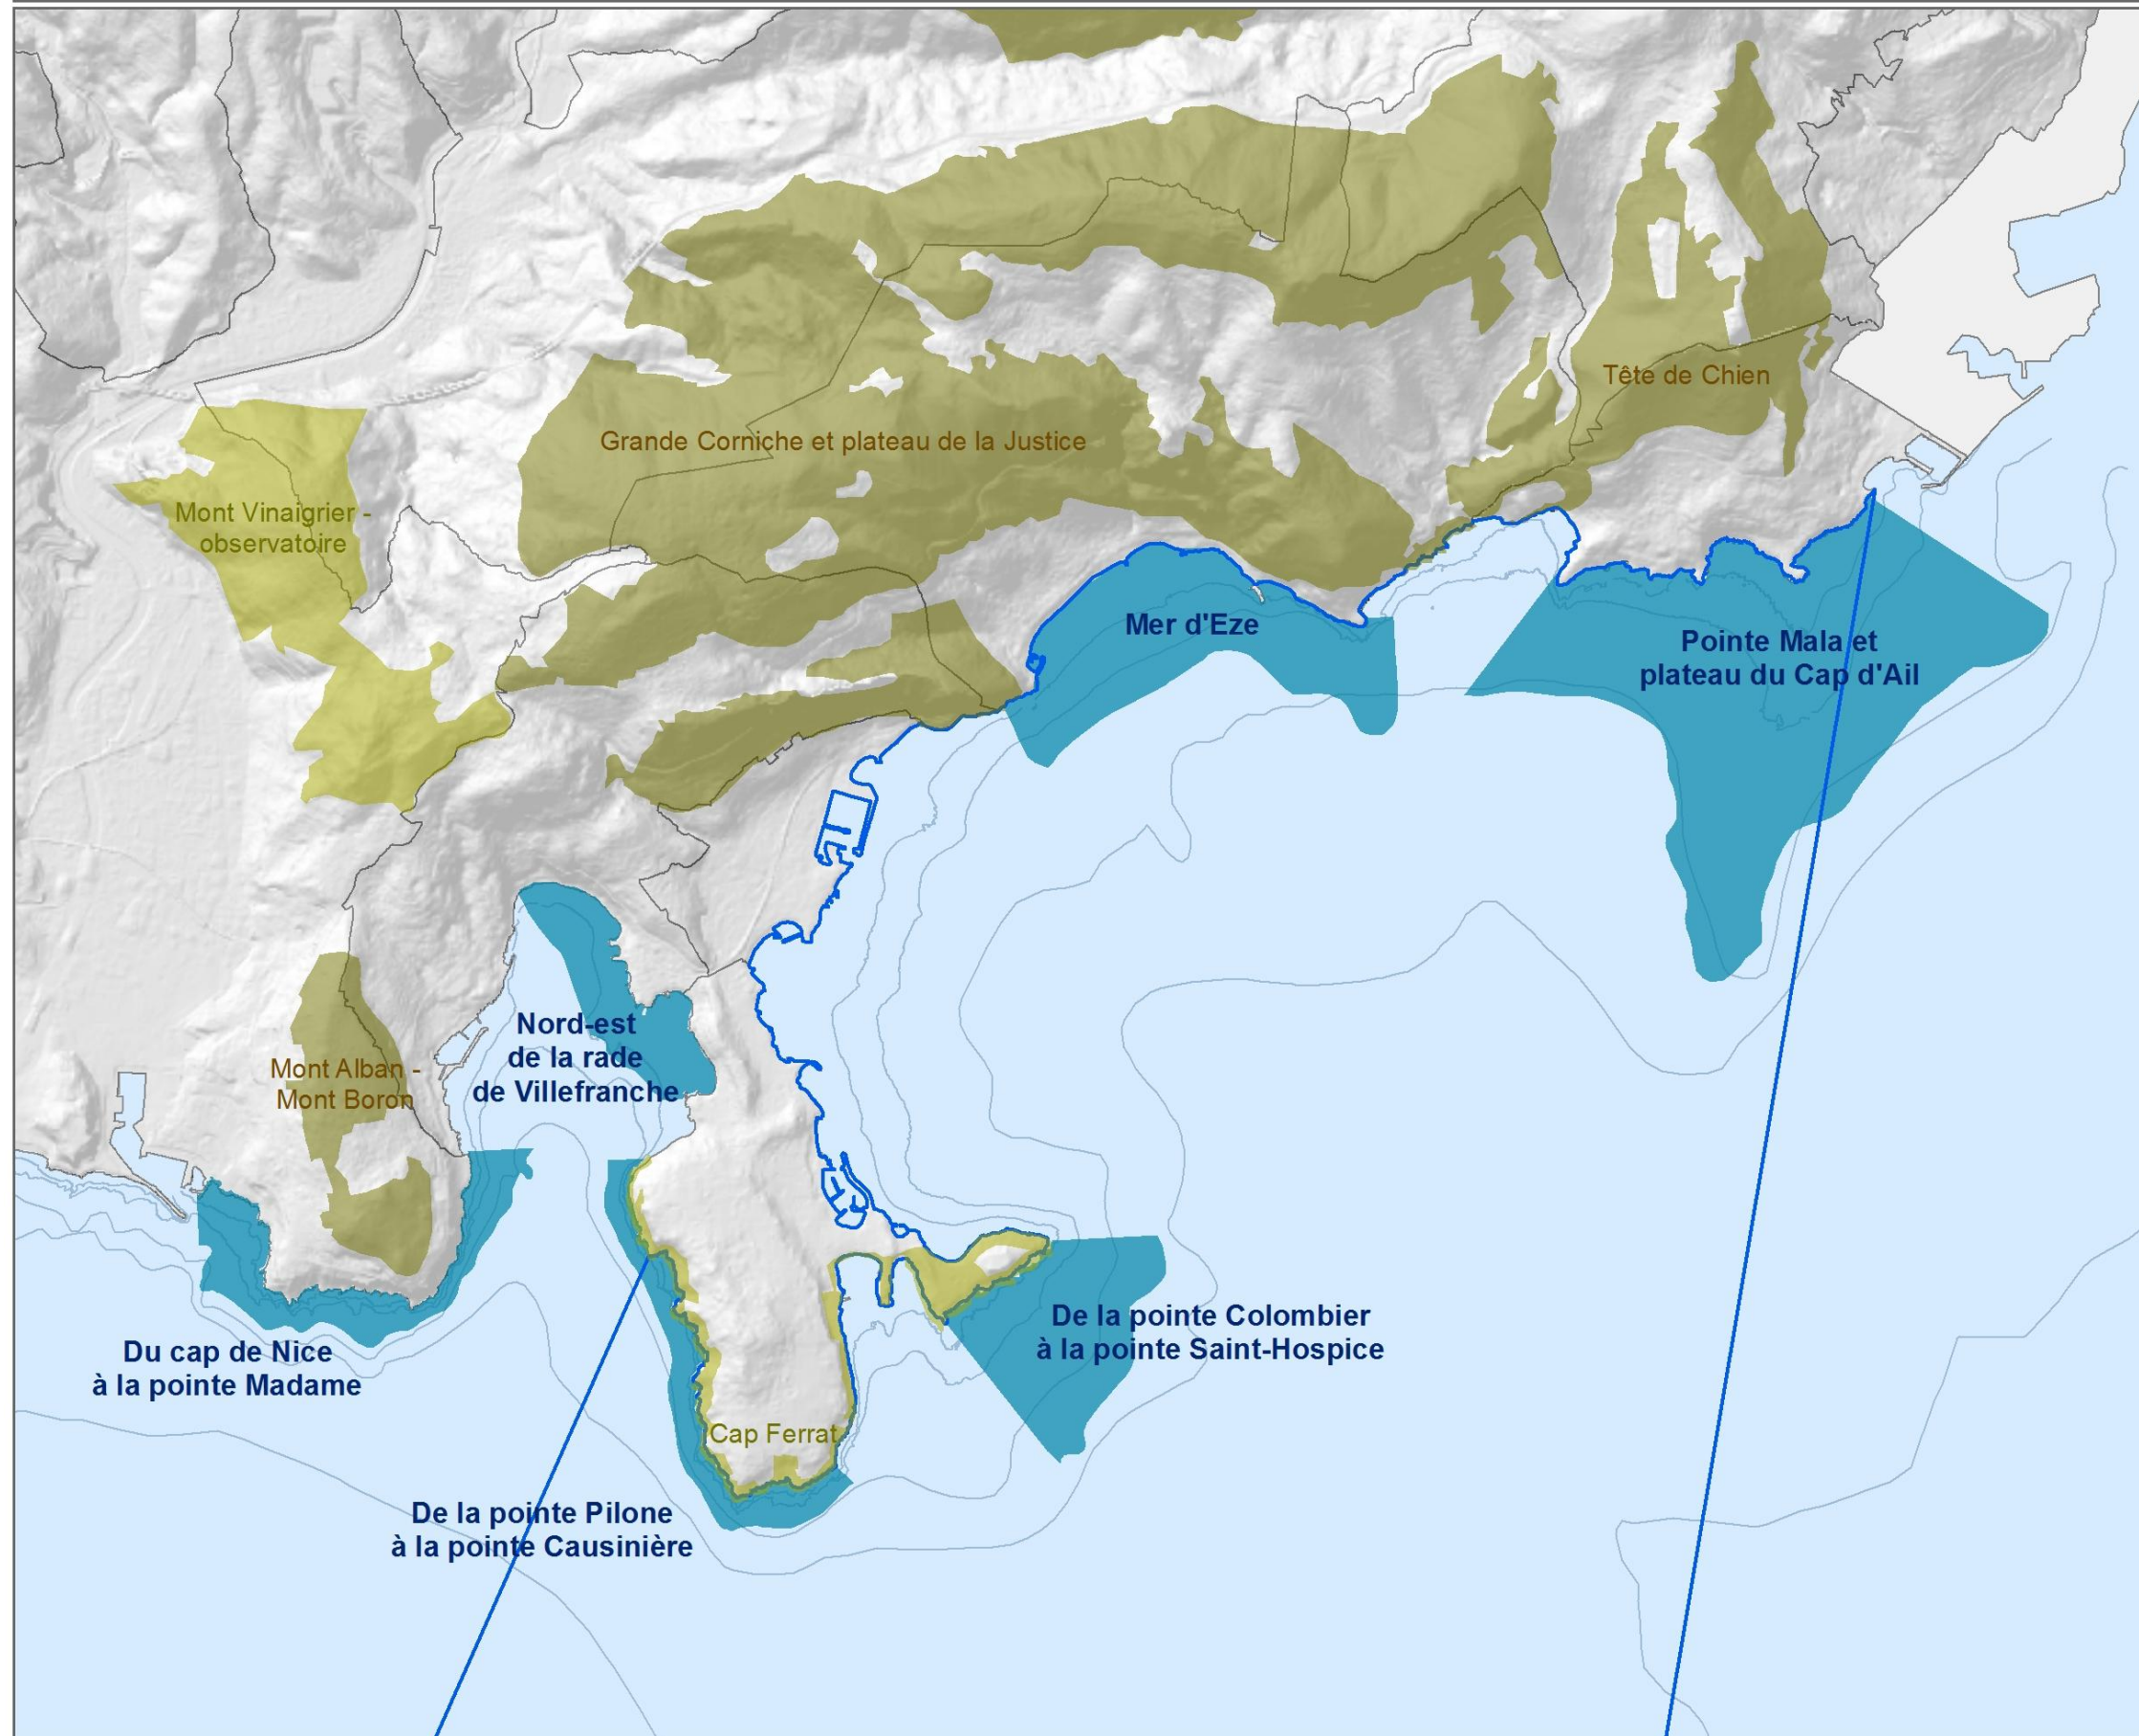 Tête de Chien
Grande Corniche et plateau de la Justice
Mont Vinaigrier -
observatoire
Mer d'Eze
Pointe Mala et
plateau du Cap d'Ail
Nord-est
de la rade
de Villefranche
Mont Alban -
Mont Boron
De la pointe Colombier
à la pointe Saint-Hospice
Du cap de Nice
à la pointe Madame
Cap Ferrat
De la pointe Pilone
à la pointe Causinière